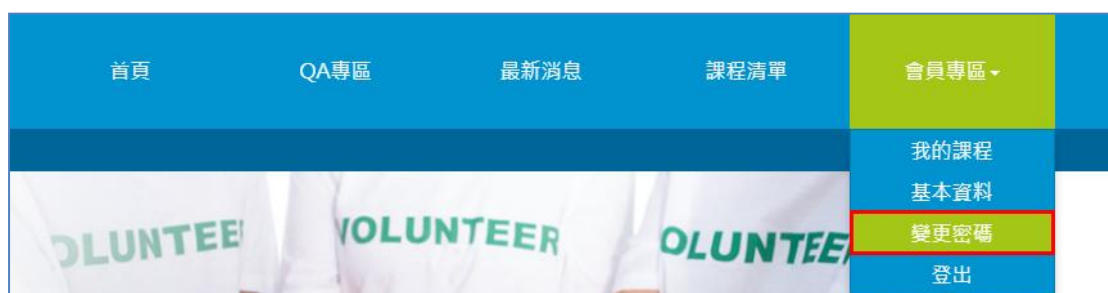 首頁 QA專區 最新消息 課程清單 會員專區
我的課程
基本資料
變更密碼
登出
OLUNTEE VOLUNTEER OLUNTEE